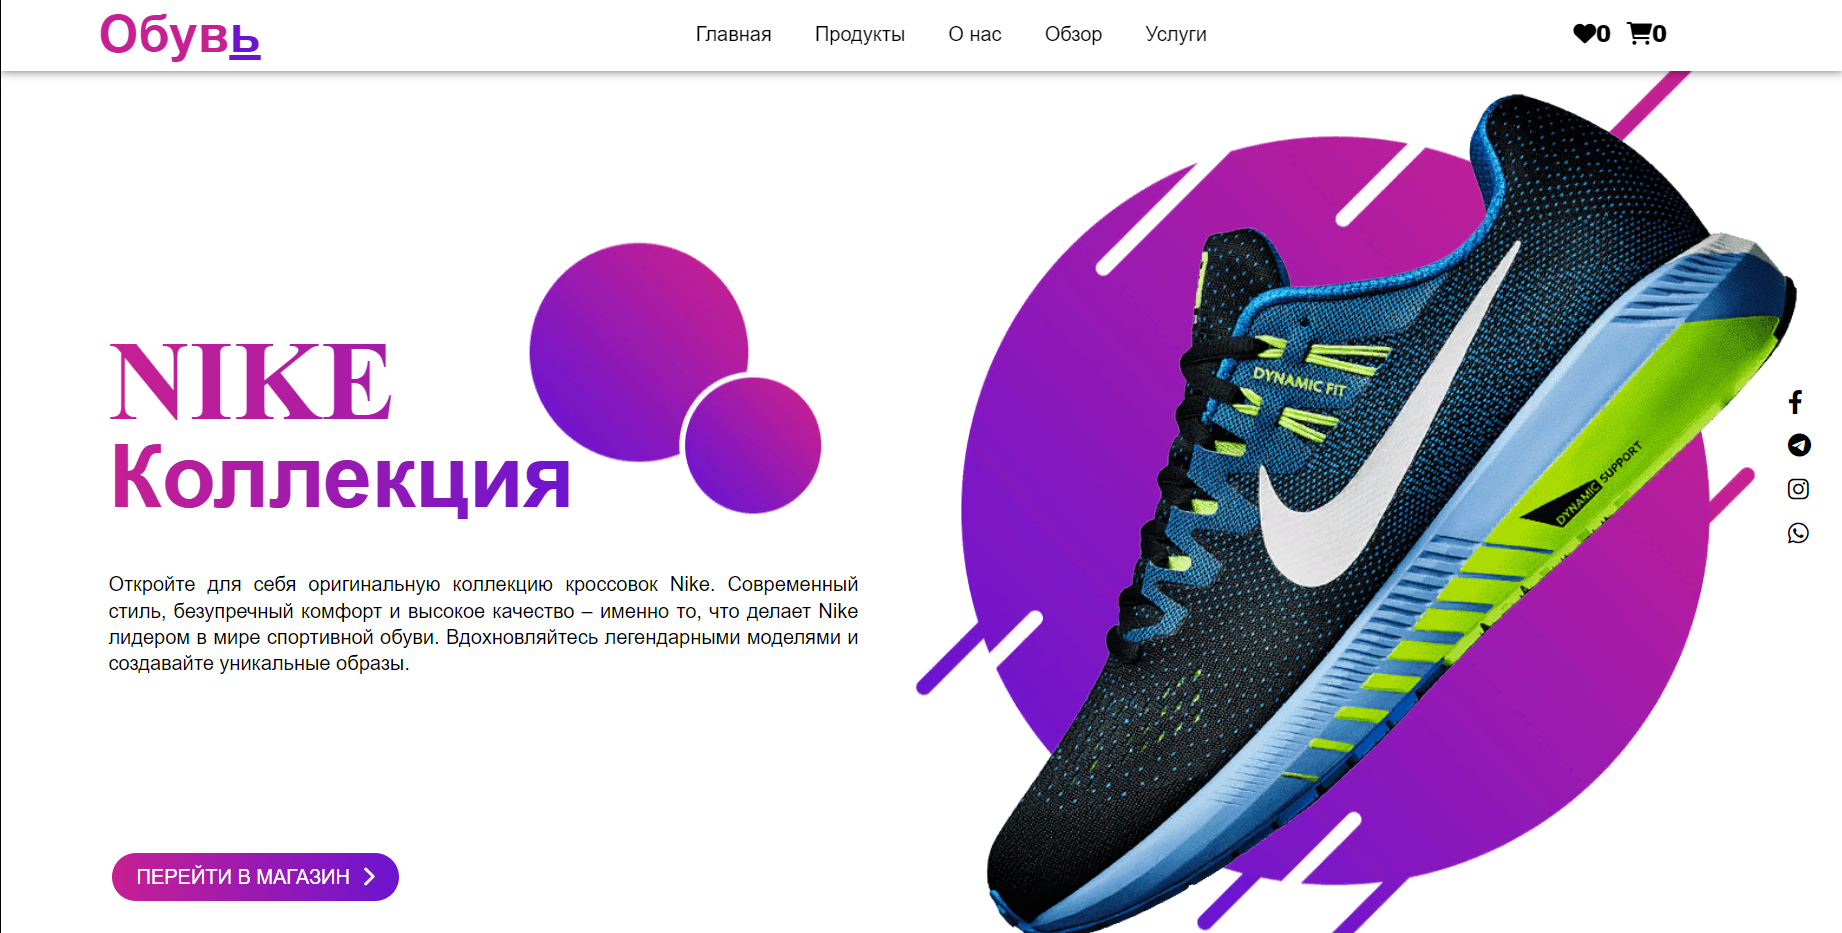 Обувь
Главная Продукты О нас Обзор Услуги
0 0
NIKE
Коллекция
Откройте для себя оригинальную коллекцию кроссовок Nike. Современный
стиль, безупречный комфорт и высокое качество – именно то, что делает Nike
лидером в мире спортивной обуви. Вдохновляйтесь легендарными моделями и
создавайте уникальные образы.
ПЕРЕЙТИ В МАГАЗИН
DYNAMIC FIT
DYNAMIC SUPPORT